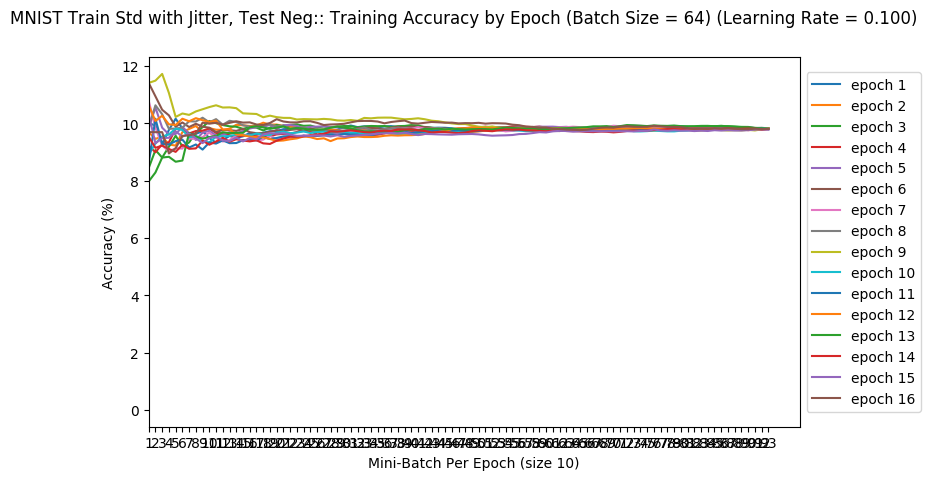 MNIST Train Std with Jitter, Test Neg:: Training Accuracy by Epoch (Batch Size = 64) (Learning Rate = 0.100)
12
10
8
6
4
2
0
Accuracy (%)
Mini-Batch Per Epoch (size 10)
epoch 1
epoch 2
epoch 3
epoch 4
epoch 5
epoch 6
epoch 7
epoch 8
epoch 9
epoch 10
epoch 11
epoch 12
epoch 13
epoch 14
epoch 15
epoch 16